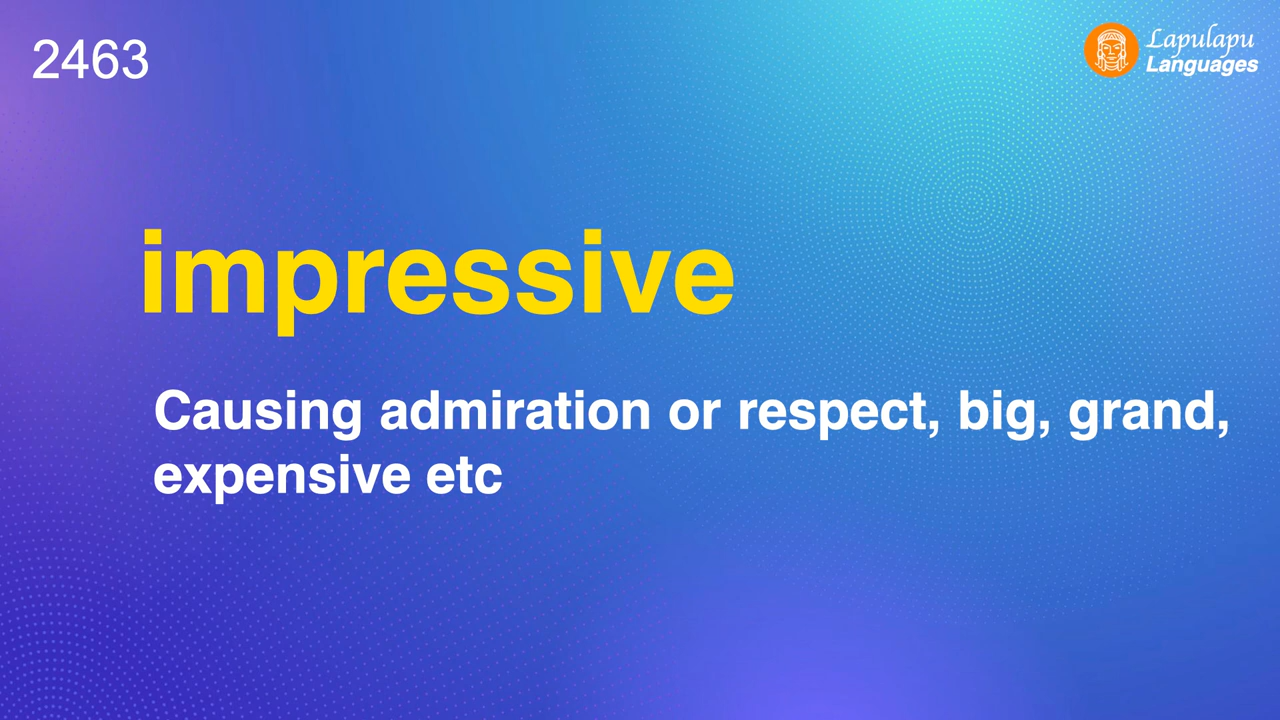 2463
Lapulapu
Languages
impressive
Causing admiration or respect, big, grand,
expensive etc